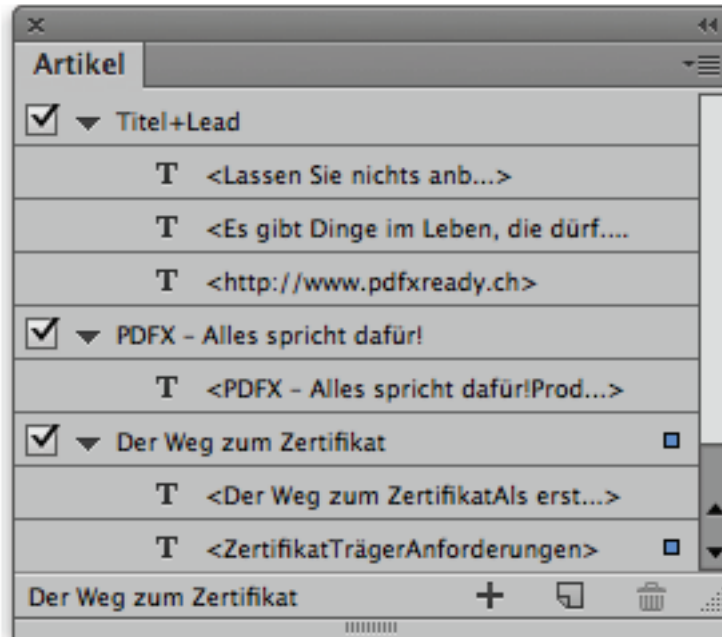 Artikel
Titel+Lead
T <Lassen Sie nichts anb...>
T <Es gibt Dinge im Leben, die dürf....
T <http://www.pdfxready.ch>
PDFX – Alles spricht dafür!
T <PDFX – Alles spricht dafür!Prod...>
Der Weg zum Zertifikat
T <Der Weg zum ZertifikatAls erst...>
T <ZertifikatTrägerAnforderungen>
Der Weg zum Zertifikat